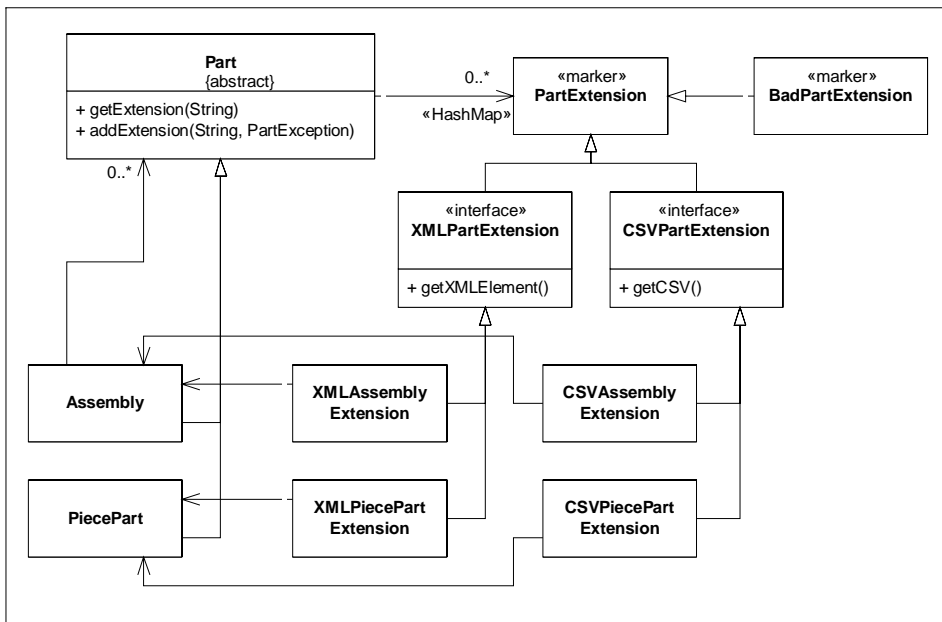 Part
{abstract}
+ getExtension(String)
+ addExtension(String, PartException)
0..*
«HashMap»
«marker»
PartExtension
«marker»
BadPartExtension
0..*
«interface»
XMLPartExtension
+ getXMLElement()
«interface»
CSVPartExtension
+ getCSV()
Assembly
XMLAssembly
Extension
CSVAssembly
Extension
PiecePart
XMLPiecePart
Extension
CSVPiecePart
Extension